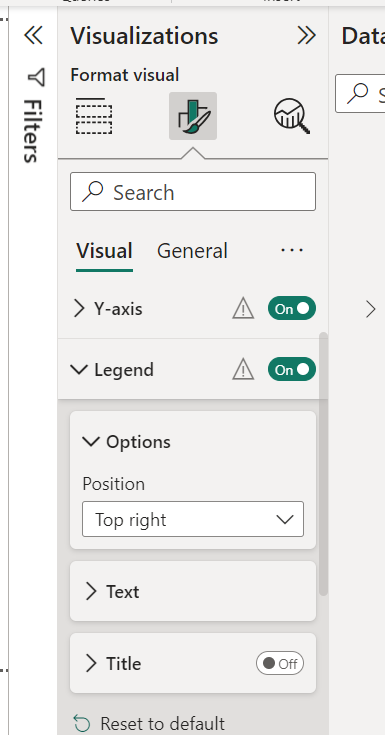 Visualizations
Data
Format visual
Filters
Search
Visual
General
Y-axis
On
Legend
On
Options
Position
Top right
Text
Title
Off
Reset to default